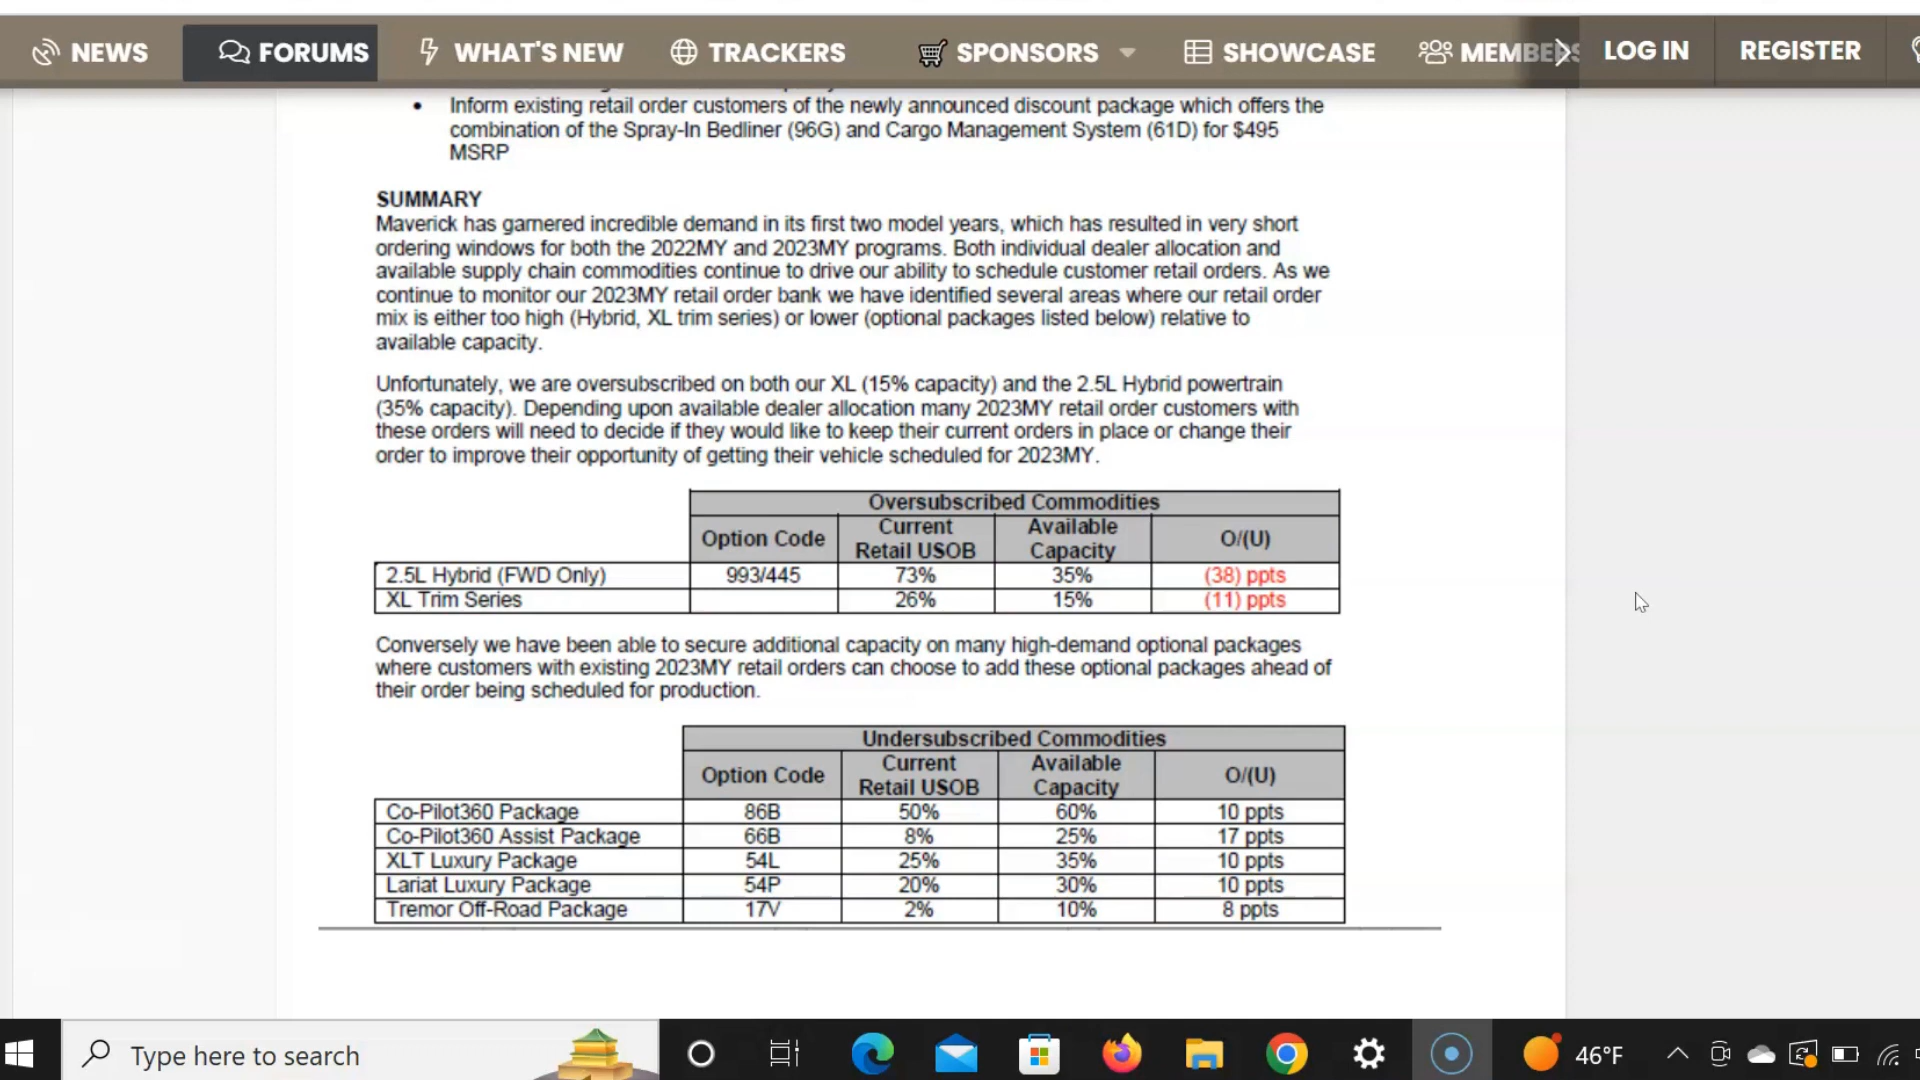 NEWS FORUMS WHAT'S NEW TRACKERS SPONSORS SHOWCASE MEMBERS LOG IN REGISTER
• Inform existing retail order customers of the newly announced discount package which offers the
combination of the Spray-In Bedliner (96G) and Cargo Management System (61D) for $495
MSRP
SUMMARY
Maverick has garnered incredible demand in its first two model years, which has resulted in very short
ordering windows for both the 2022MY and 2023MY programs. Both individual dealer allocation and
available supply chain commodities continue to drive our ability to schedule customer retail orders. As we
continue to monitor our 2023MY retail order bank we have identified several areas where our retail order
mix is either too high (Hybrid, XL trim series) or lower (optional packages listed below) relative to
available capacity.
Unfortunately, we are oversubscribed on both our XL (15% capacity) and the 2.5L Hybrid powertrain
(35% capacity). Depending upon available dealer allocation many 2023MY retail order customers with
these orders will need to decide if they would like to keep their current orders in place or change their
order to improve their opportunity of getting their vehicle scheduled for 2023MY.
Oversubscribed Commodities
Option Code Current Retail USOB Available Capacity O/(U)
2.5L Hybrid (FWD Only) 993/445 73% 35% (38) ppts
XL Trim Series 26% 15% (11) ppts
Conversely we have been able to secure additional capacity on many high-demand optional packages
where customers with existing 2023MY retail orders can choose to add these optional packages ahead of
their order being scheduled for production.
Undersubscribed Commodities
Option Code Current Retail USOB Available Capacity O/(U)
Co-Pilot360 Package 86B 50% 60% 10 ppts
Co-Pilot360 Assist Package 66B 8% 25% 17 ppts
XLT Luxury Package 54L 25% 35% 10 ppts
Lariat Luxury Package 54P 20% 30% 10 ppts
Tremor Off-Road Package 17V 2% 10% 8 ppts
Type here to search 46°F